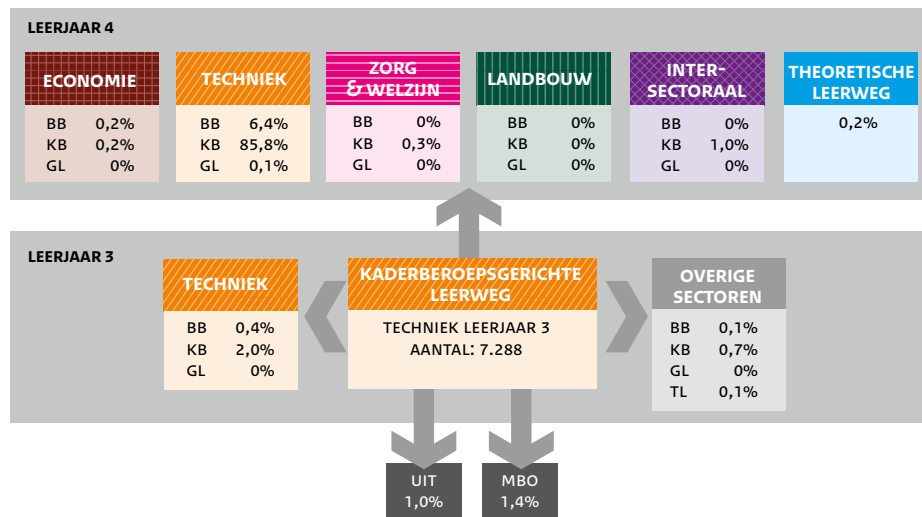 LEERJAAR 4
ECONOMIE
BB 0,2%
KB 0,2%
GL 0%
TECHNIEK
BB 6,4%
KB 85,8%
GL 0,1%
ZORG
& WELZIJN
BB 0%
KB 0,3%
GL 0%
LANDBOUW
BB 0%
KB 0%
GL 0%
INTER-
SECTORAAL
BB 0%
KB 1,0%
GL 0%
THEORETISCHE
LEERWEG
0,2%
LEERJAAR 3
TECHNIEK
BB 0,4%
KB 2,0%
GL 0%
KADERBEROEPSGERICHTE
LEERWEG
TECHNIEK LEERJAAR 3
AANTAL: 7.288
OVERIGE
SECTOREN
BB 0,1%
KB 0,7%
GL 0%
TL 0,1%
UIT
1,0%
MBO
1,4%